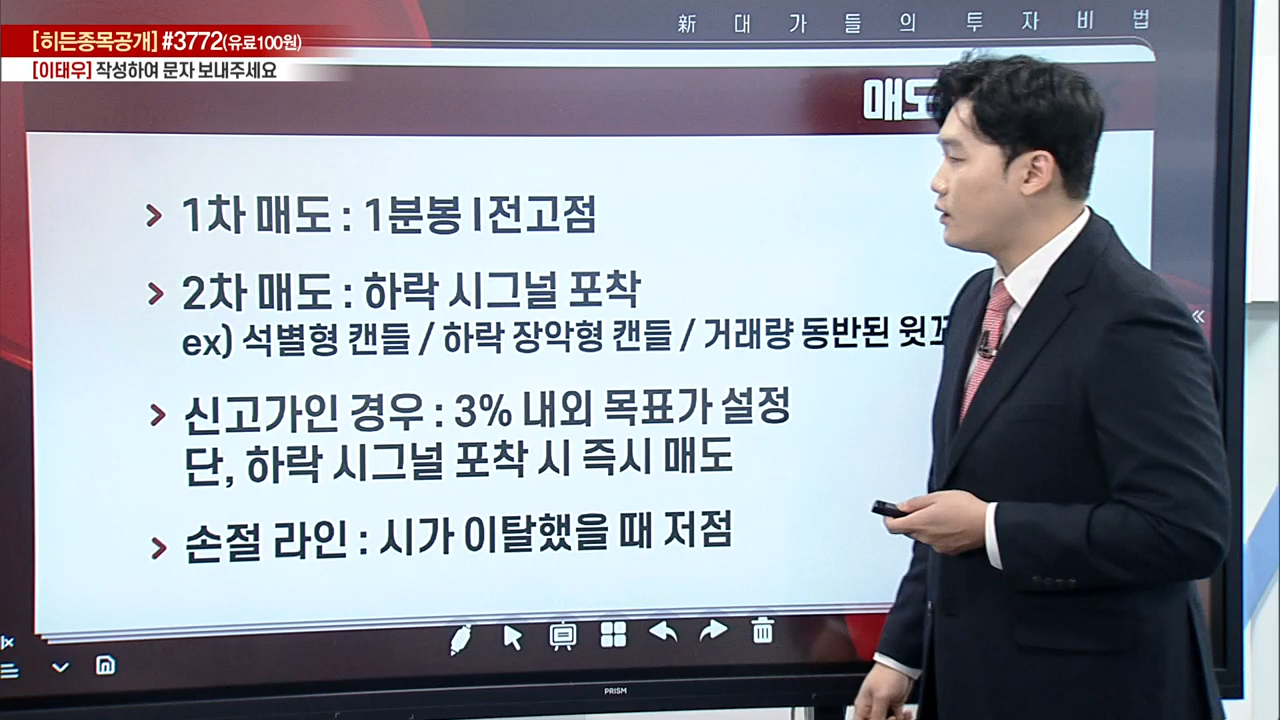 新 대 가 들 의 투 자 비 법
[히든종목공개] #3772(유료100원)
[이태우] 작성하여 문자 보내주세요
1차 매도 : 1분봉 I 전고점
2차 매도 : 하락 시그널 포착
ex) 석별형 캔들 / 하락 장악형 캔들 / 거래량 동반된
신고가인 경우 : 3% 내외 목표가 설정
단, 하락 시그널 포착 시 즉시 매도
손절 라인 : 시가 이탈했을 때 저점
PRISM